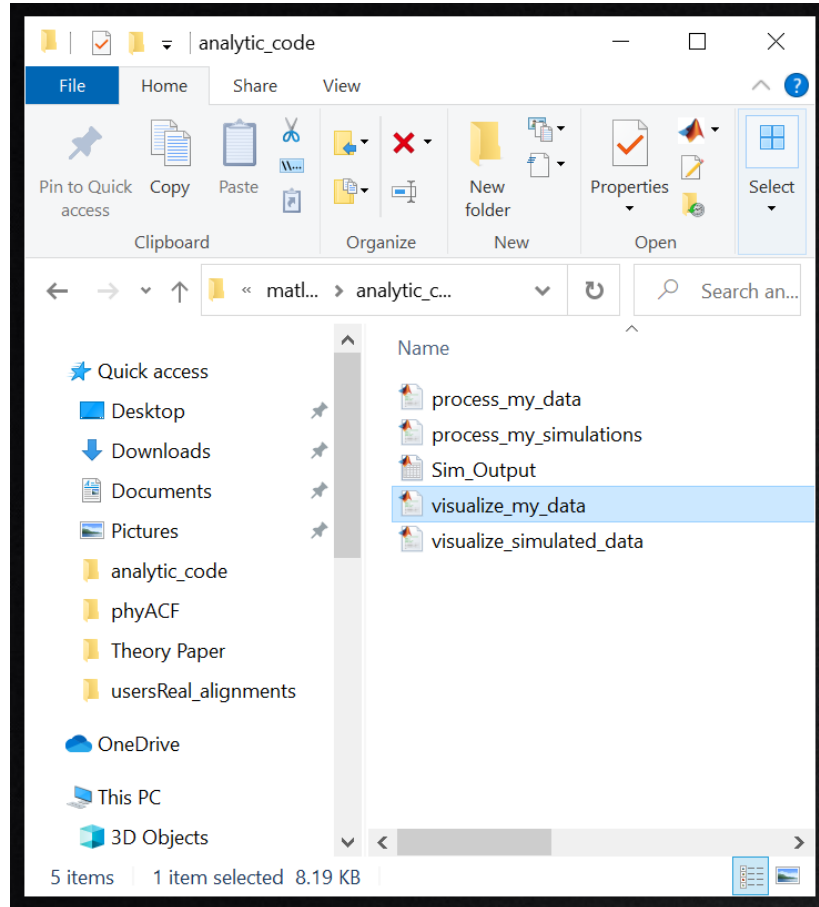 analytic_code
File Home Share View
Pin to Quick access
Copy
Paste
New folder
Properties
Select
Clipboard Organize New Open
« matl... > analytic_c...
Search an...
Name
Quick access
Desktop
Downloads
Documents
Pictures
analytic_code
phyACF
Theory Paper
usersReal_alignments
OneDrive
This PC
3D Objects
process_my_data
process_my_simulations
Sim_Output
visualize_my_data
visualize_simulated_data
5 items 1 item selected 8.19 KB